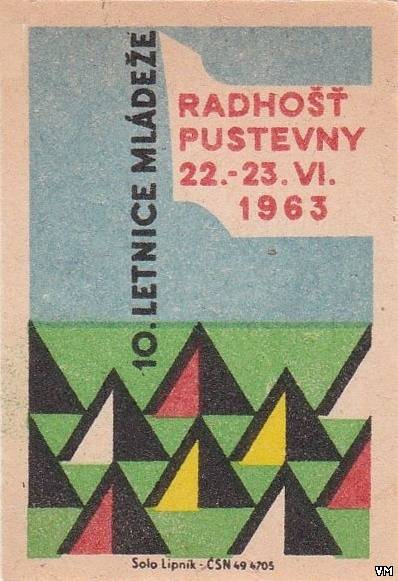 10. LETNICE MLÁDEŽE
RADHOŠŤ
PUSTEVNY
22.-23. VI.
1963
Solo Lipník - ČSN 49 4705
VM